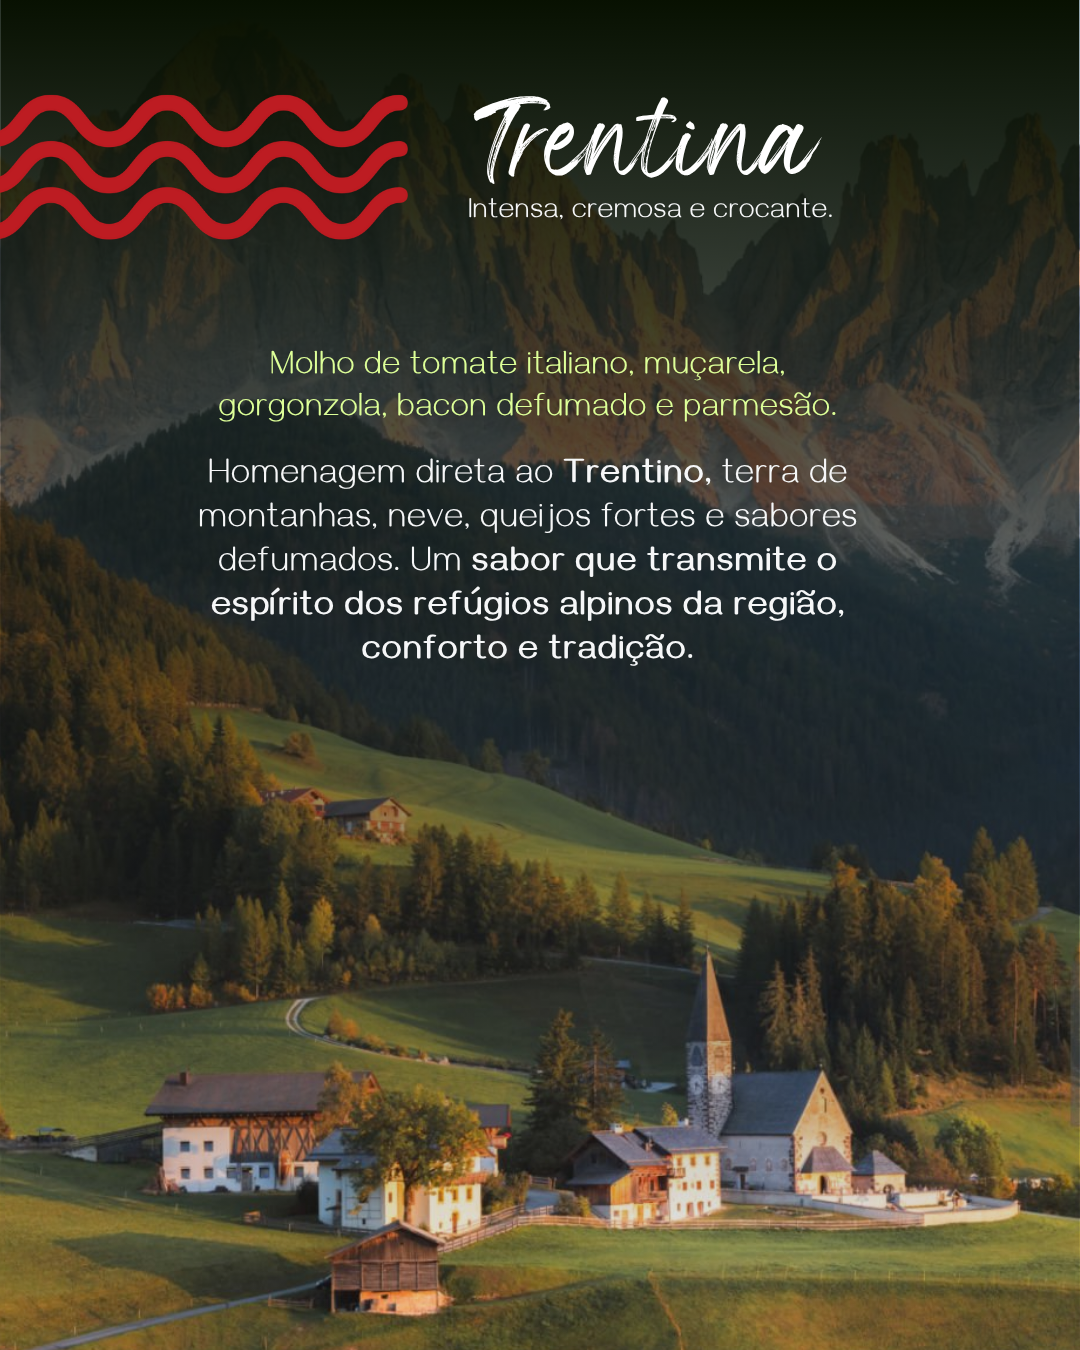 Trentina
Intensa, cremosa e crocante.
Molho de tomate italiano, muçarela,
gorgonzola, bacon defumado e parmesão.
Homenagem direta ao Trentino, terra de
montanhas, neve, queijos fortes e sabores
defumados. Um sabor que transmite o
espírito dos refúgios alpinos da região,
conforto e tradição.